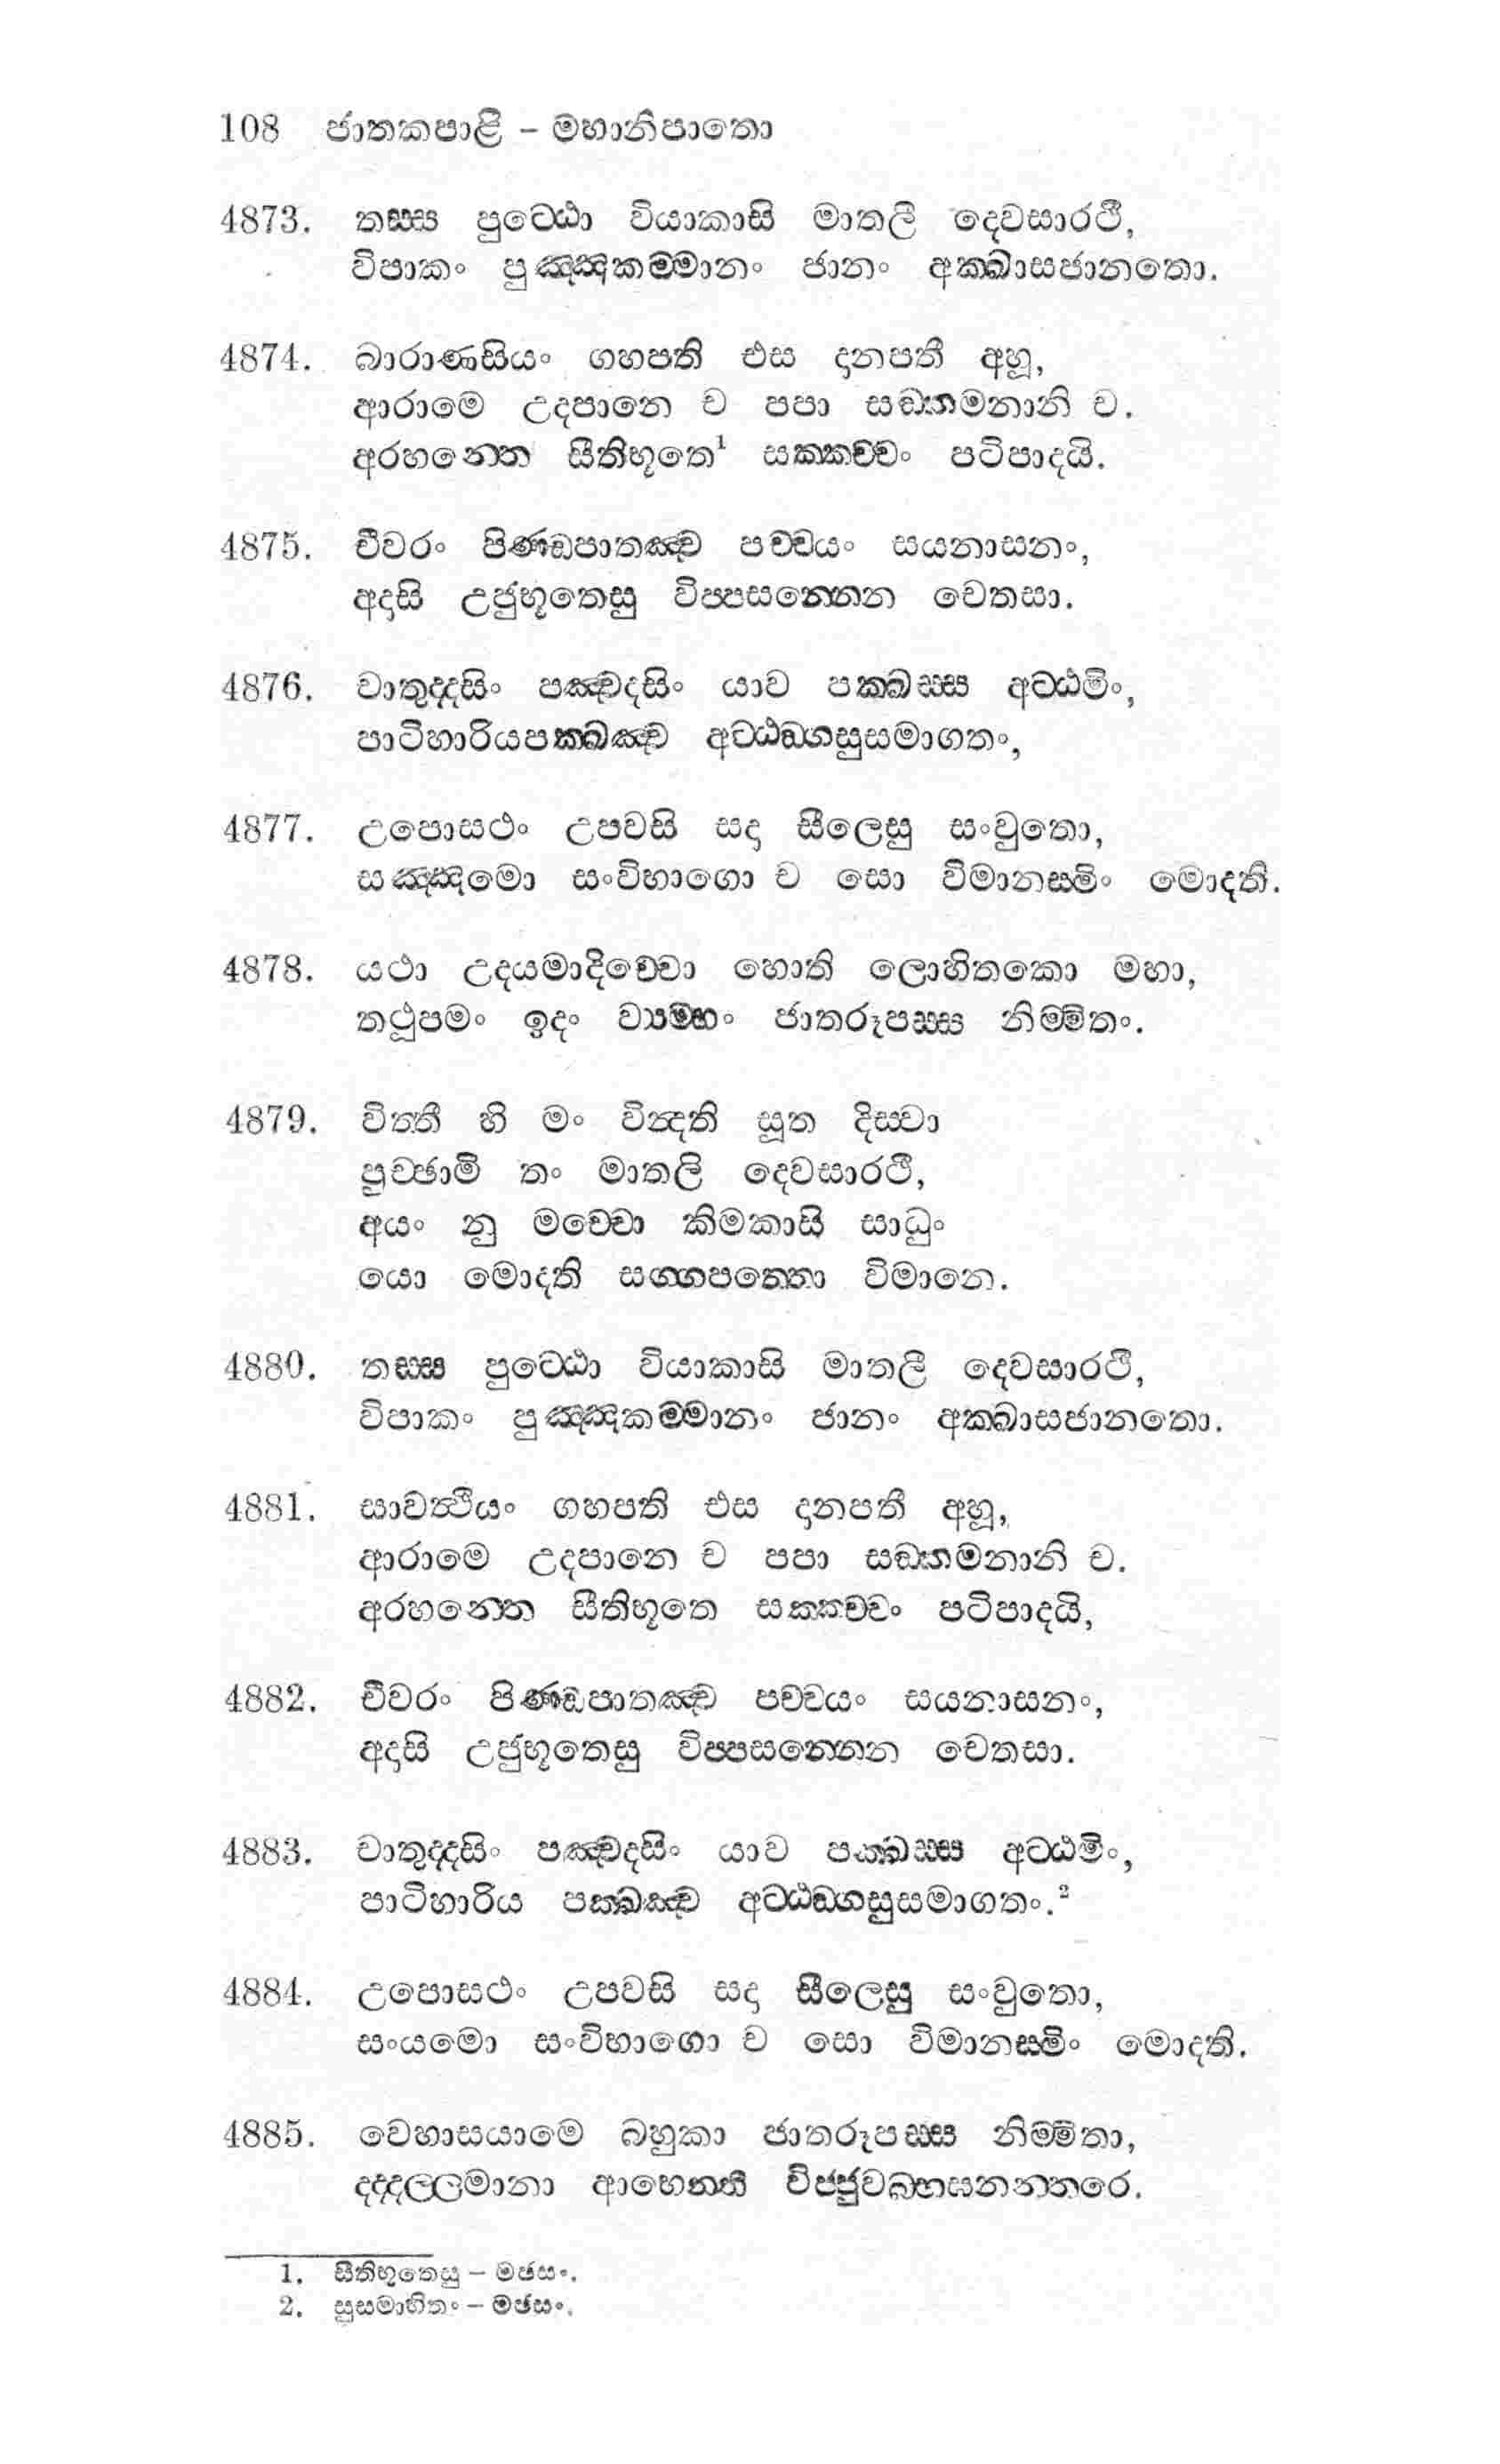 108 ජාතකපාළි – මහානිපාතො
4873. තස්ස පුට්ඨො වියාකාසි මාතලී දෙවසාරථී,
විපාකං පුඤ්ඤකම්මානං ජානං අක්ඛාසජානතො.
4874. බාරාණසියං ගහපති එස දානපතී අහූ,
ආරාමෙ උදපානෙ ච පපා සඞ්කමනානි ච.
අරහන්තෙ සීතිභූතෙ¹ සක්කච්චං පටිපාදයි.
4875. චීවරං පිණ්ඩපාතඤ්ච පච්චයං සයනාසනං,
අදාසි උජුභූතෙසු විප්පසන්නෙන චෙතසා.
4876. චාතුද්දසිං පඤ්චදසිං යාව පක්ඛස්ස අට්ඨමිං,
පාටිහාරියපක්ඛඤ්ච අට්ඨඞ්ගසුසමාගතං,
4877. උපොසථං උපවසි සදා සීලෙසු සංවුතො,
සඤ්ඤමො සංවිභාගො ච සො විමානස්මිං මොදති.
4878. යථා උදයමාදිච්චො හොති ලොහිතකො මහා,
තථූපමං ඉදං ව්‍යම්හං ජාතරූපස්ස නිම්මිතං.
4879. විත්තී හි මං වින්දති සූත දිස්වා
පුච්ඡාමි තං මාතලි දෙවසාරථී,
අයං නු මච්චො කිමකාසි සාධුං
යො මොදති සග්ගපත්තො විමානෙ.
4880. තස්ස පුට්ඨො වියාකාසි මාතලී දෙවසාරථී,
විපාකං පුඤ්ඤකම්මානං ජානං අක්ඛාසජානතො.
4881. සාවත්ථියං ගහපති එස දානපතී අහූ,
ආරාමෙ උදපානෙ ච පපා සඞ්කමනානි ච.
අරහන්තෙ සීතිභූතෙ සක්කච්චං පටිපාදයි,
4882. චීවරං පිණ්ඩපාතඤ්ච පච්චයං සයනාසනං,
අදාසි උජුභූතෙසු විප්පසන්නෙන චෙතසා.
4883. චාතුද්දසිං පඤ්චදසිං යාව පක්ඛස්ස අට්ඨමිං,
පාටිහාරිය පක්ඛඤ්ච අට්ඨඞ්ගසුසමාගතං.²
4884. උපොසථං උපවසි සදා සීලෙසු සංවුතො,
සංයමො සංවිභාගො ච සො විමානස්මිං මොදති.
4885. වෙහාසයාමෙ බහුකා ජාතරූපස්ස නිම්මිතා,
දද්දල්ලමානා ආභෙන්ති විජ්ජුවබ්භඝනන්තරෙ.
1. සීතිභූතෙසු – මඡසං.
2. සුසමාහිතං – මඡසං.